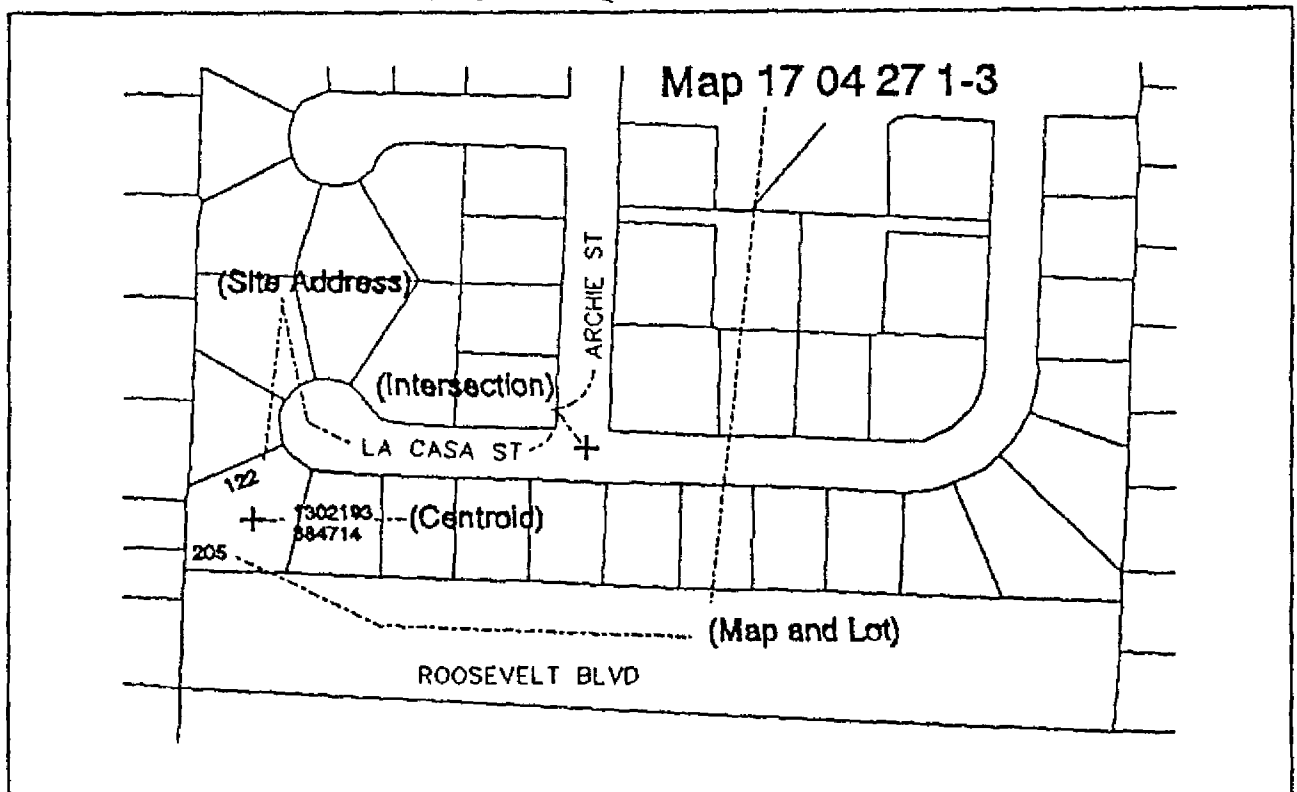 Map 17 04 27 1-3
(Site Address)
ARCHIE ST
(Intersection)
LA CASA ST
122
1302193
884714
(Centroid)
205
(Map and Lot)
ROOSEVELT BLVD